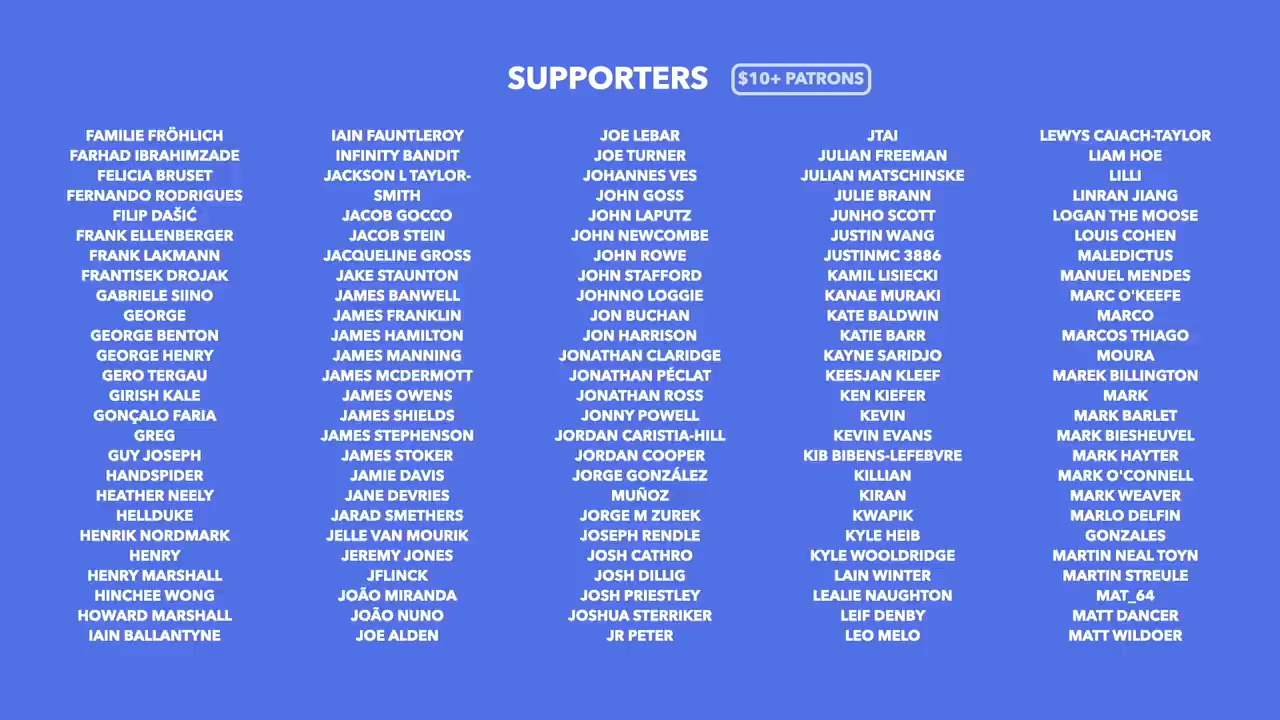 SUPPORTERS $10+ PATRONS
FAMILIE FRÖHLICH
FARHAD IBRAHIMZADE
FELICIA BRUSET
FERNANDO RODRIGUES
FILIP DAŠIĆ
FRANK ELLENBERGER
FRANK LAKMANN
FRANTISEK DROJAK
GABRIELE SIINO
GEORGE
GEORGE BENTON
GEORGE HENRY
GERO TERGAU
GIRISH KALE
GONÇALO FARIA
GREG
GUY JOSEPH
HANDSPIDER
HEATHER NEELY
HELLDUKE
HENRIK NORDMARK
HENRY
HENRY MARSHALL
HINCHEE WONG
HOWARD MARSHALL
IAIN BALLANTYNE
IAIN FAUNTLEROY
INFINITY BANDIT
JACKSON L TAYLOR-
SMITH
JACOB GOCCO
JACOB STEIN
JACQUELINE GROSS
JAKE STAUNTON
JAMES BANWELL
JAMES FRANKLIN
JAMES HAMILTON
JAMES MANNING
JAMES MCDERMOTT
JAMES OWENS
JAMES SHIELDS
JAMES STEPHENSON
JAMES STOKER
JAMIE DAVIS
JANE DEVRIES
JARAD SMETHERS
JELLE VAN MOURIK
JEREMY JONES
JFLINCK
JOÃO MIRANDA
JOÃO NUNO
JOE ALDEN
JOE LEBAR
JOE TURNER
JOHANNES VES
JOHN GOSS
JOHN LAPUTZ
JOHN NEWCOMBE
JOHN ROWE
JOHN STAFFORD
JOHNNO LOGGIE
JON BUCHAN
JON HARRISON
JONATHAN CLARIDGE
JONATHAN PÉCLAT
JONATHAN ROSS
JONNY POWELL
JORDAN CARISTIA-HILL
JORDAN COOPER
JORGE GONZÁLEZ
MUÑOZ
JORGE M ZUREK
JOSEPH RENDLE
JOSH CATHRO
JOSH DILLIG
JOSH PRIESTLEY
JOSHUA STERRIKER
JR PETER
JTAI
JULIAN FREEMAN
JULIAN MATSCHINSKE
JULIE BRANN
JUNHO SCOTT
JUSTIN WANG
JUSTINMC 3886
KAMIL LISIECKI
KANAE MURAKI
KATE BALDWIN
KATIE BARR
KAYNE SARIDJO
KEESJAN KLEEF
KEN KIEFER
KEVIN
KEVIN EVANS
KIB BIBENS-LEFEBVRE
KILLIAN
KIRAN
KWAPIK
KYLE HEIB
KYLE WOOLDRIDGE
LAIN WINTER
LEALIE NAUGHTON
LEIF DENBY
LEO MELO
LEWYS CAIACH-TAYLOR
LIAM HOE
LILLI
LINRAN JIANG
LOGAN THE MOOSE
LOUIS COHEN
MALEDICTUS
MANUEL MENDES
MARC O'KEEFE
MARCO
MARCOS THIAGO
MOURA
MAREK BILLINGTON
MARK
MARK BARLET
MARK BIESHEUVEL
MARK HAYTER
MARK O'CONNELL
MARK WEAVER
MARLO DELFIN
GONZALES
MARTIN NEAL TOYN
MARTIN STREULE
MAT_64
MATT DANCER
MATT WILDOER